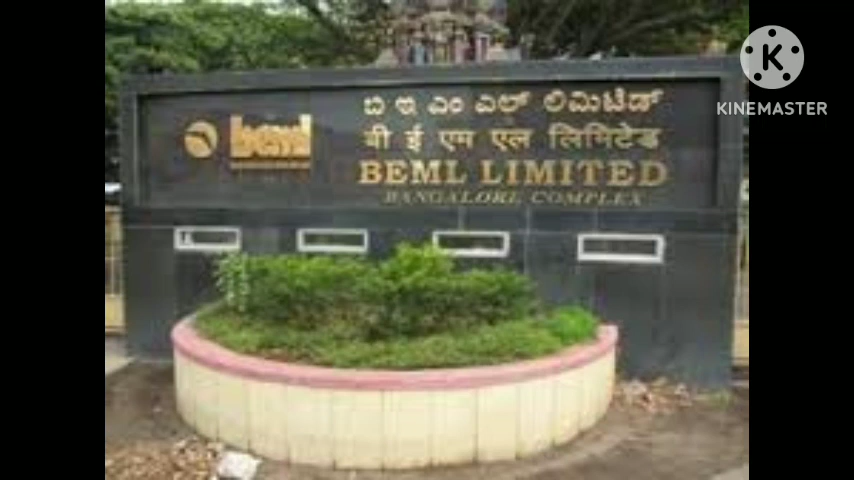 ಬಿ ಇ ಎಂ ಎಲ್ ಲಿಮಿಟೆಡ್
beml
बी ई एम एल लिमिटेड
BEML LIMITED
BANGALORE COMPLEX
K
KINEMASTER